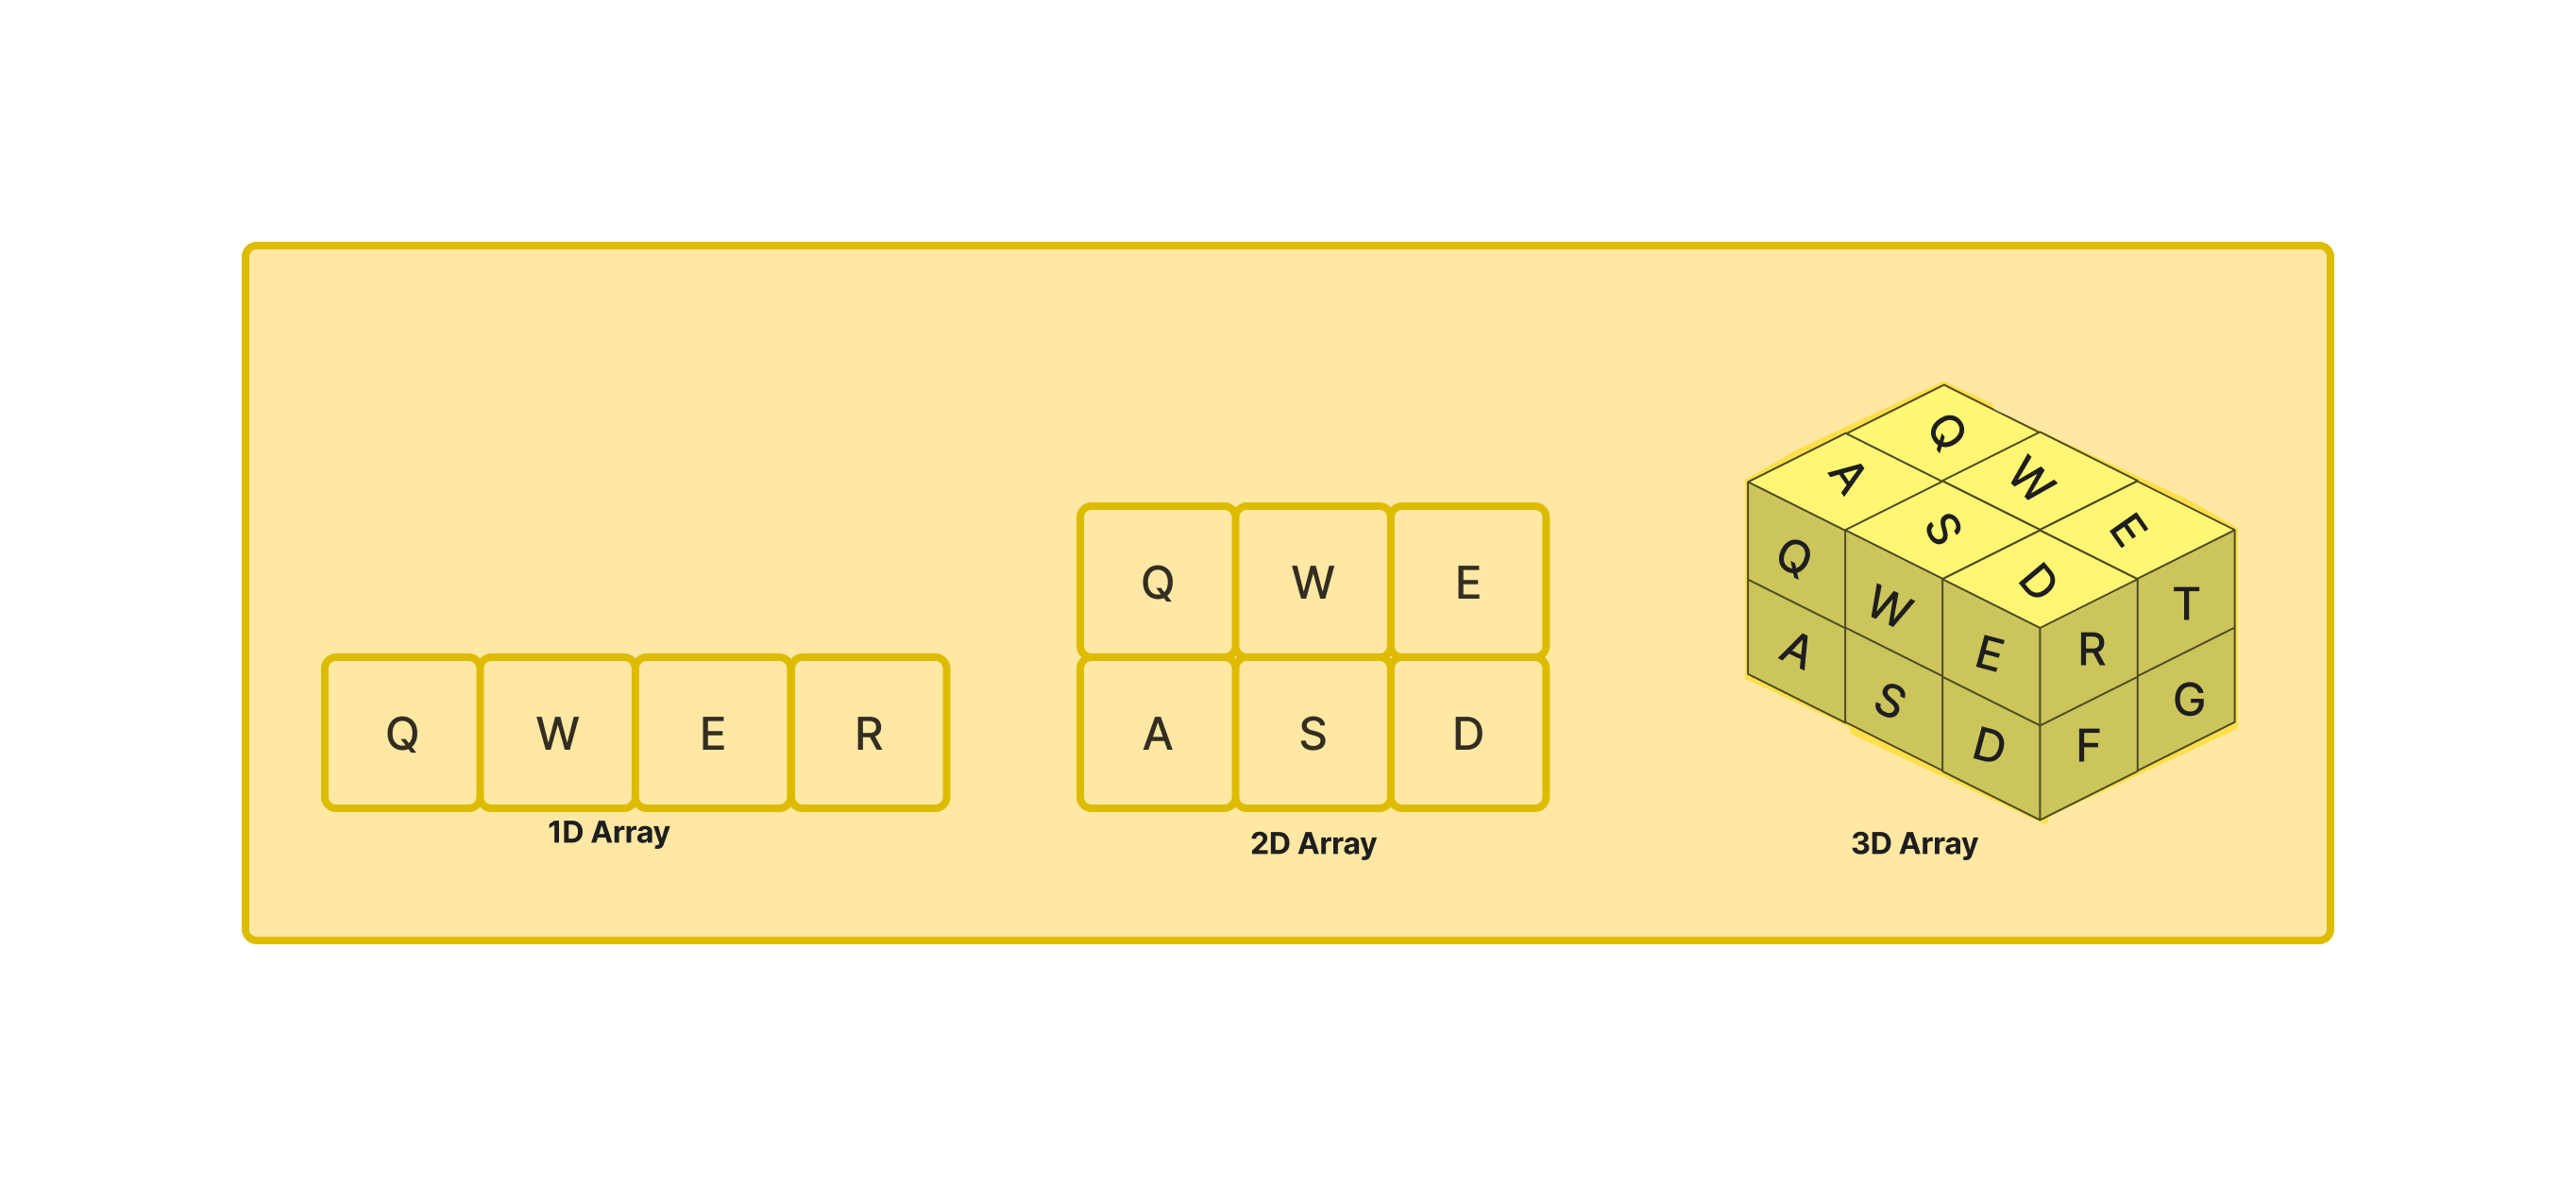 Q W E R
1D Array
Q W E
A S D
2D Array
Q W E
A S D
Q W E
A S D
R T
F G
3D Array